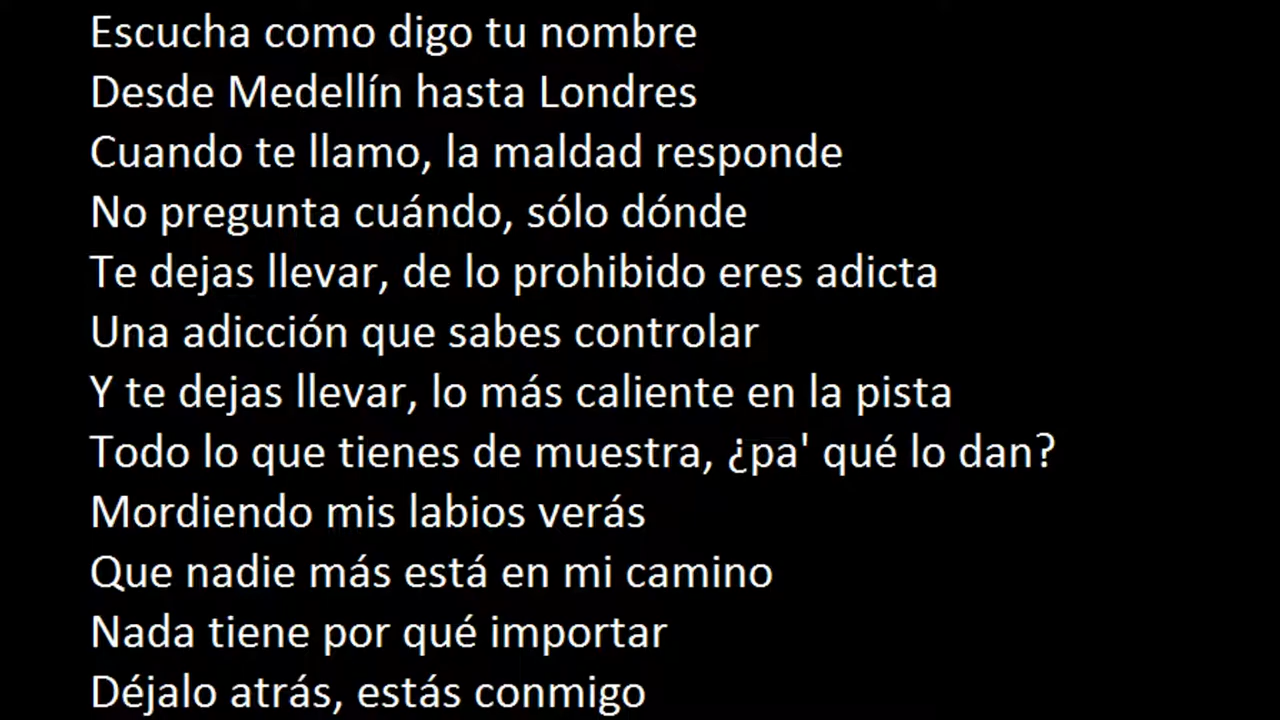 Escucha como digo tu nombre
Desde Medellín hasta Londres
Cuando te llamo, la maldad responde
No pregunta cuándo, sólo dónde
Te dejas llevar, de lo prohibido eres adicta
Una adicción que sabes controlar
Y te dejas llevar, lo más caliente en la pista
Todo lo que tienes de muestra, ¿pa' qué lo dan?
Mordiendo mis labios verás
Que nadie más está en mi camino
Nada tiene por qué importar
Déjalo atrás, estás conmigo